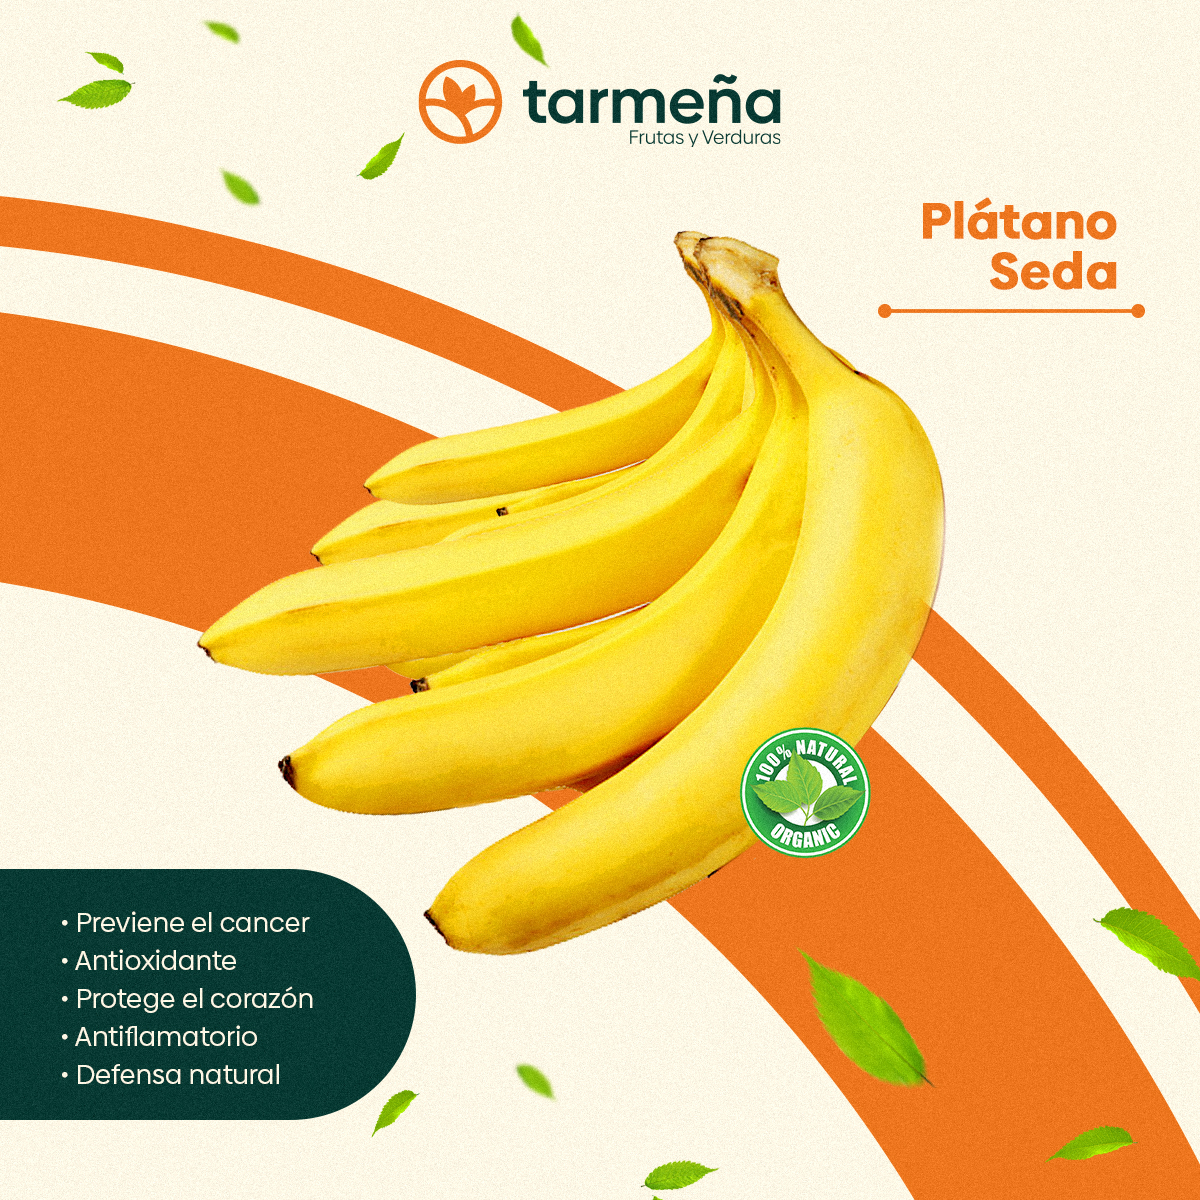 tarmeña
Frutas y Verduras
Plátano
Seda
100% NATURAL
ORGANIC
• Previene el cancer
• Antioxidante
• Protege el corazón
• Antiflamatorio
• Defensa natural